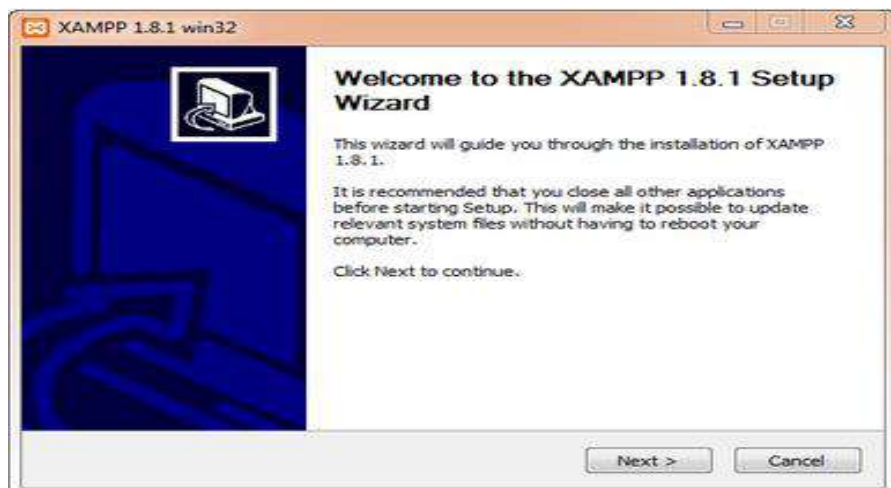 XAMPP 1.8.1 win32
Welcome to the XAMPP 1.8.1 Setup
Wizard
This wizard will guide you through the installation of XAMPP
1.8.1.
It is recommended that you close all other applications
before starting Setup. This will make it possible to update
relevant system files without having to reboot your
computer.
Click Next to continue.
Next >
Cancel